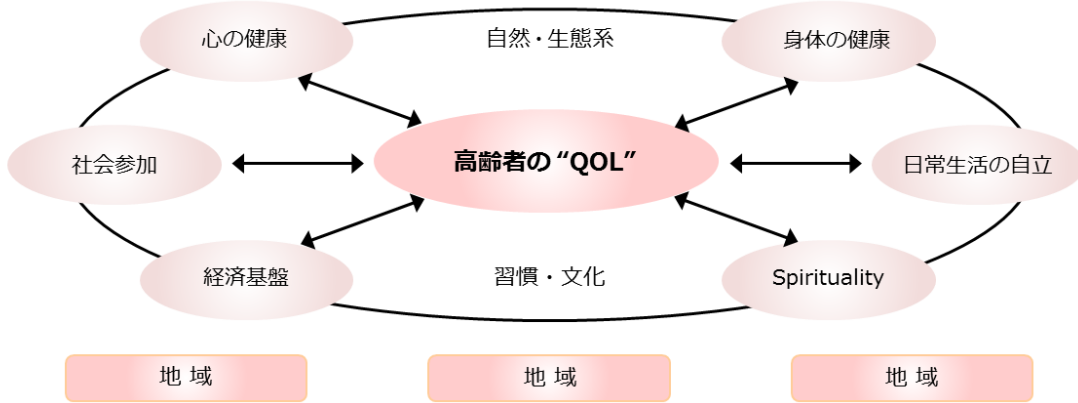 心の健康
自然・生態系
身体の健康
社会参加
高齢者の“QOL”
日常生活の自立
経済基盤
習慣・文化
Spirituality
地 域
地 域
地 域